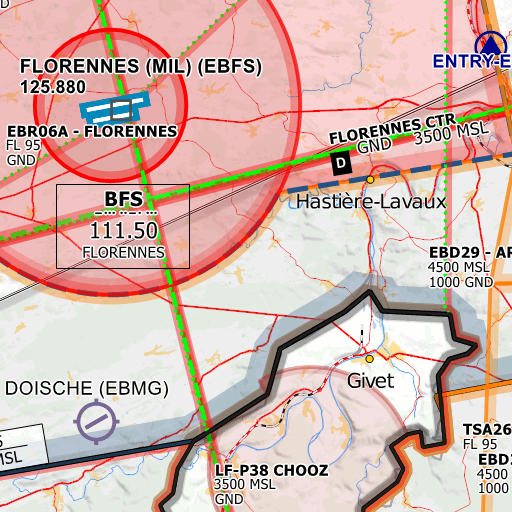 FLORENNES (MIL) (EBFS)
125.880
ENTRY-E
EBR06A - FLORENNES
FL 95
GND
FLORENNES CTR
GND 3500 MSL
D
BFS
111.50
FLORENNES
Hastière-Lavaux
EBD29 - AR
4500 MSL
1000 GND
Givet
DOISCHE (EBMG)
MSL
LF-P38 CHOOZ
3500 MSL
GND
TSA26
FL 95
EBD
4500
1000